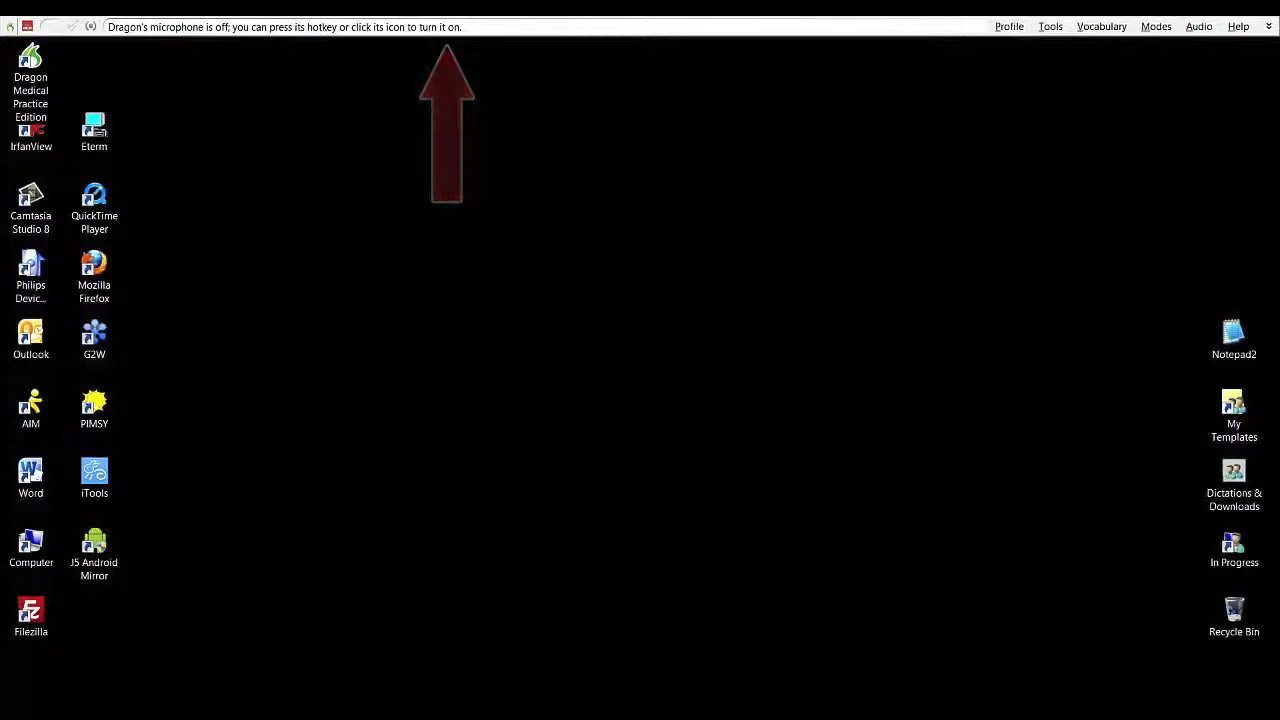 Dragon's microphone is off; you can press its hotkey or click its icon to turn it on.
Profile Tools Vocabulary Modes Audio Help
Dragon
Medical
Practice
Edition
IrfanView
Eterm
Camtasia
Studio 8
QuickTime
Player
Philips
Devic...
Mozilla
Firefox
Outlook
G2W
AIM
PIMSY
Word
iTools
Computer
J5 Android
Mirror
Filezilla
Notepad2
My
Templates
Dictations &
Downloads
In Progress
Recycle Bin